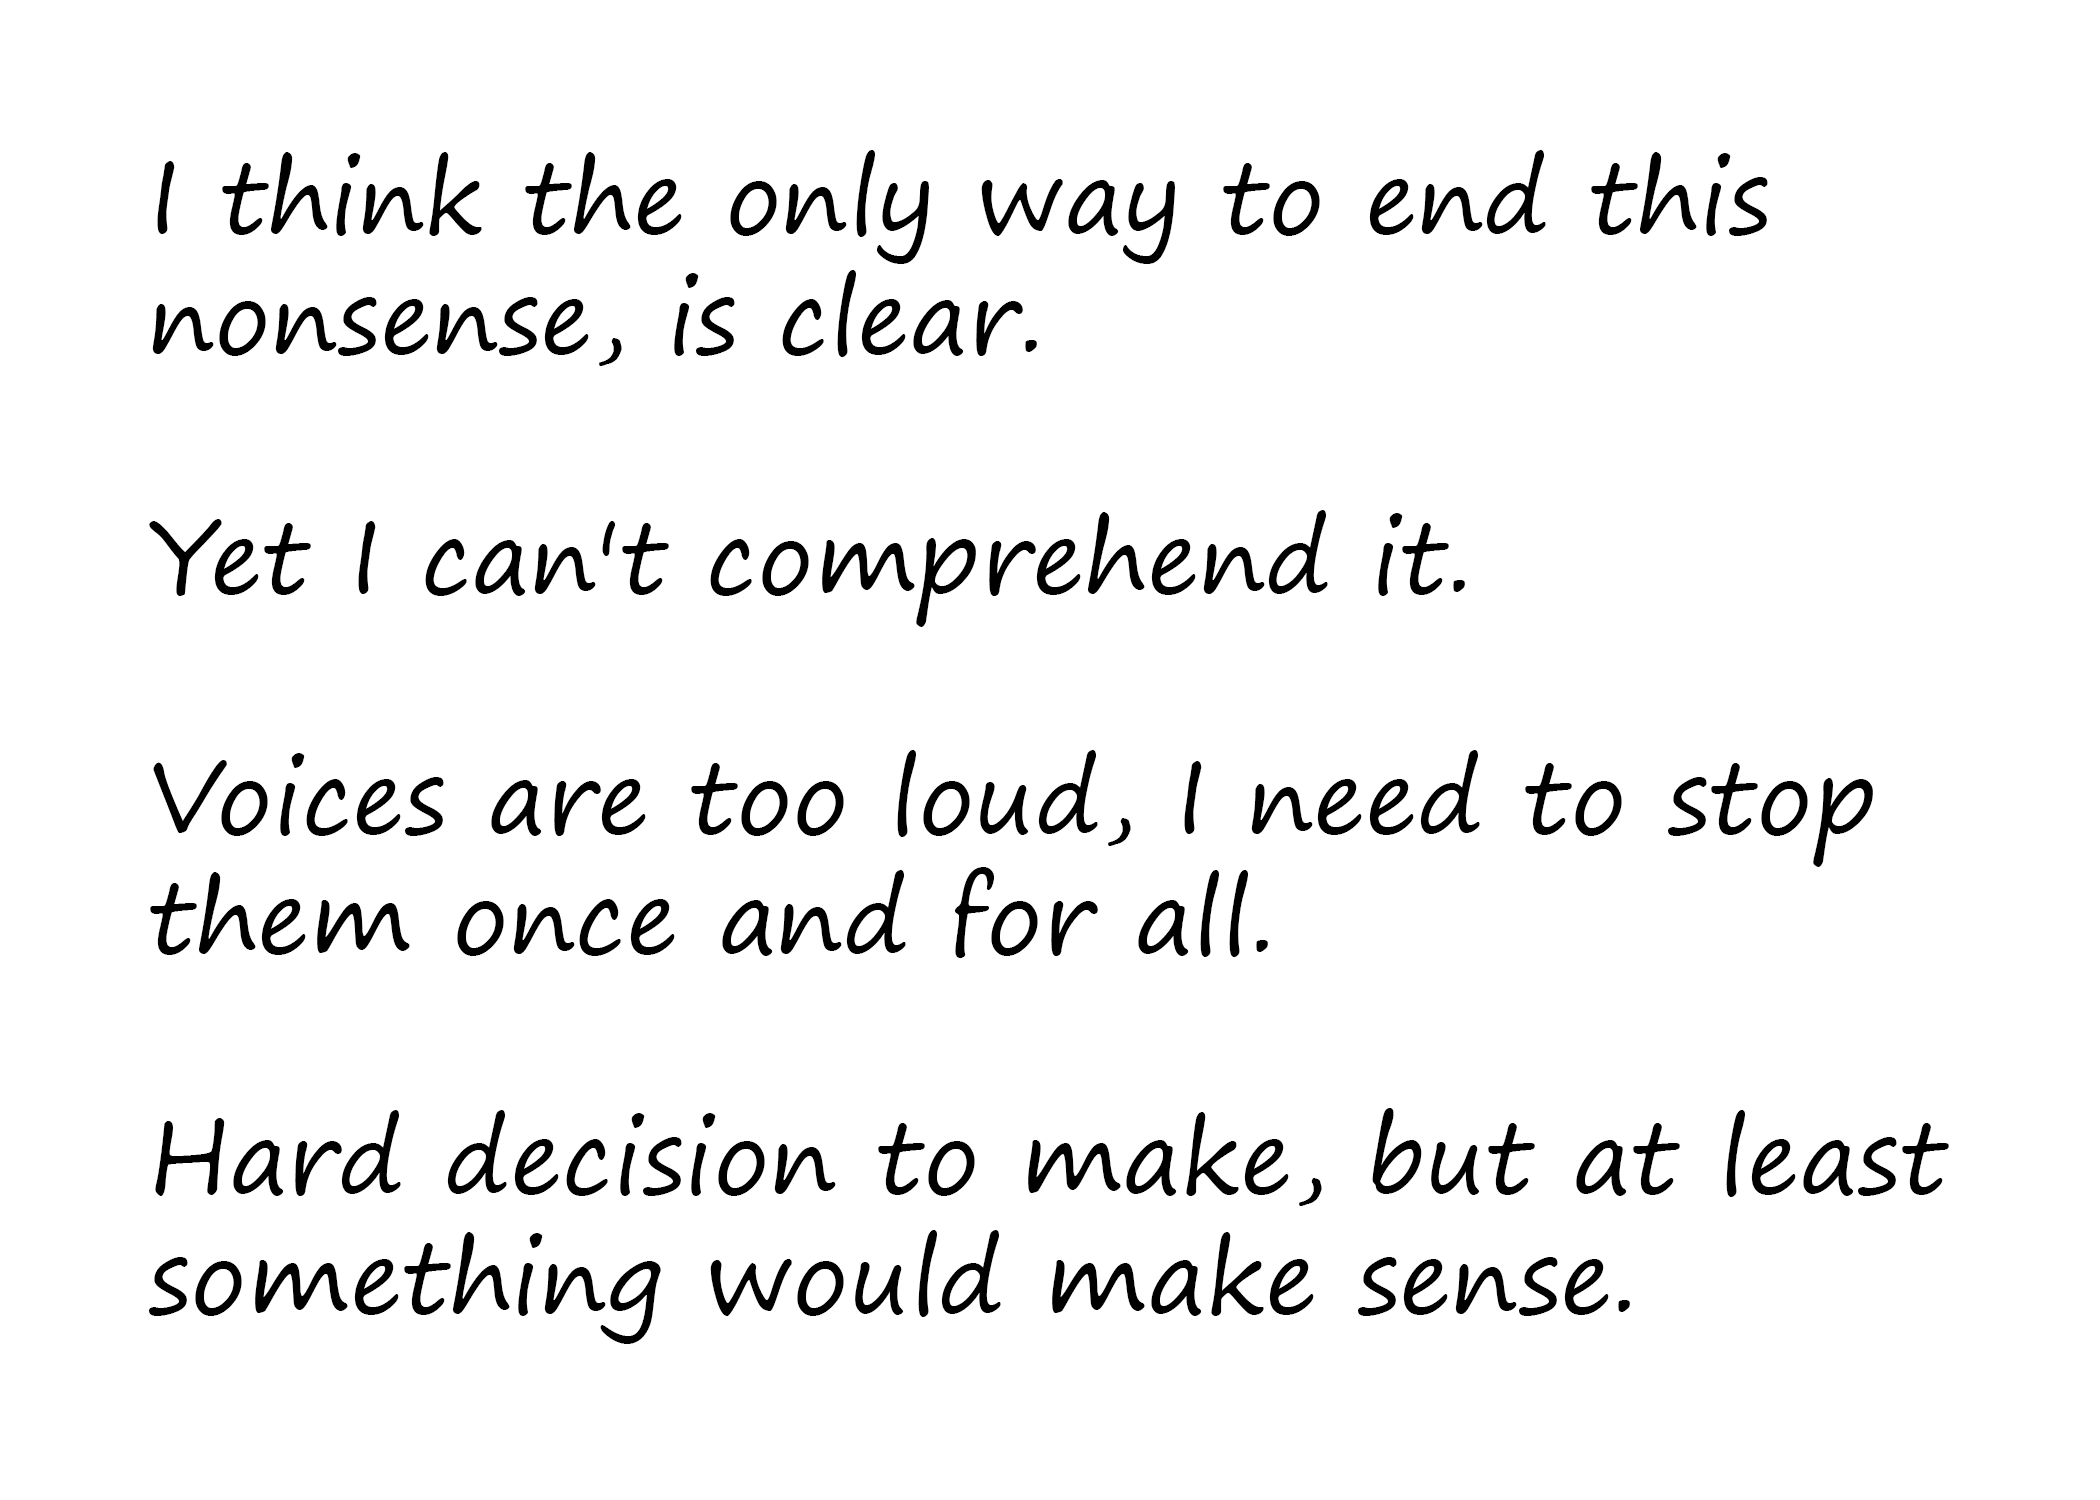 I think the only way to end this
nonsense, is clear.
Yet I can't comprehend it.
Voices are too loud, I need to stop
them once and for all.
Hard decision to make, but at least
something would make sense.